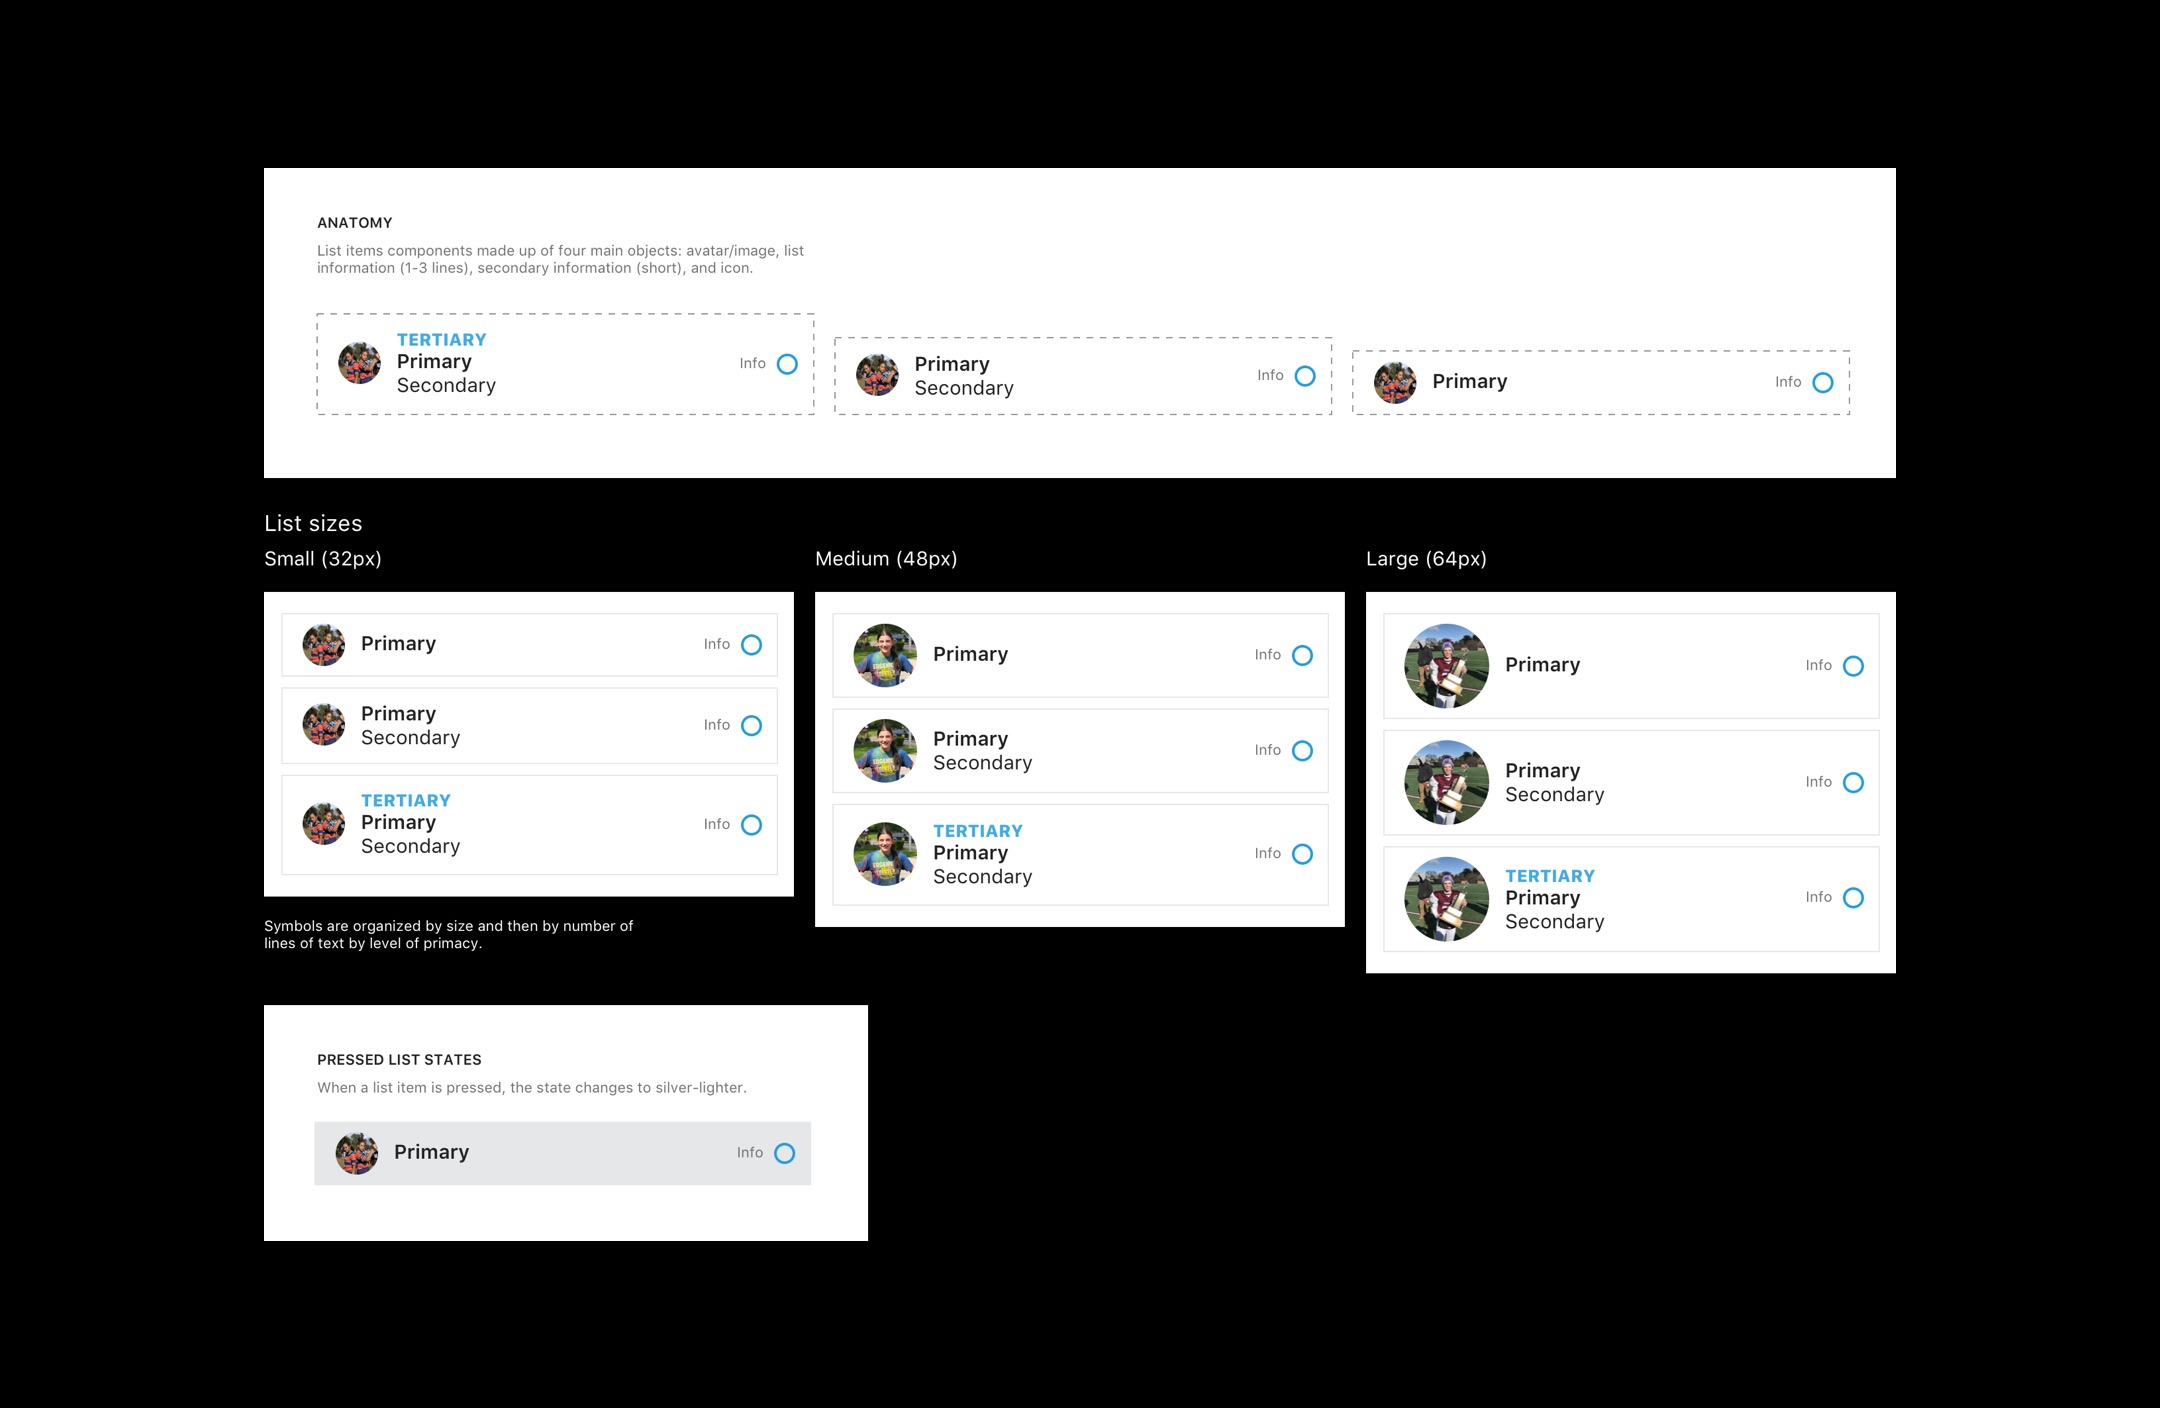 ANATOMY
List items components made up of four main objects: avatar/image, list
information (1-3 lines), secondary information (short), and icon.
TERTIARY
Primary
Secondary
Info
Primary
Secondary
Info
Primary
Info
List sizes
Small (32px)
Primary
Info
Primary
Secondary
Info
TERTIARY
Primary
Secondary
Info
Symbols are organized by size and then by number of
lines of text by level of primacy.
Medium (48px)
Primary
Info
Primary
Secondary
Info
TERTIARY
Primary
Secondary
Info
Large (64px)
Primary
Info
Primary
Secondary
Info
TERTIARY
Primary
Secondary
Info
PRESSED LIST STATES
When a list item is pressed, the state changes to silver-lighter.
Primary
Info